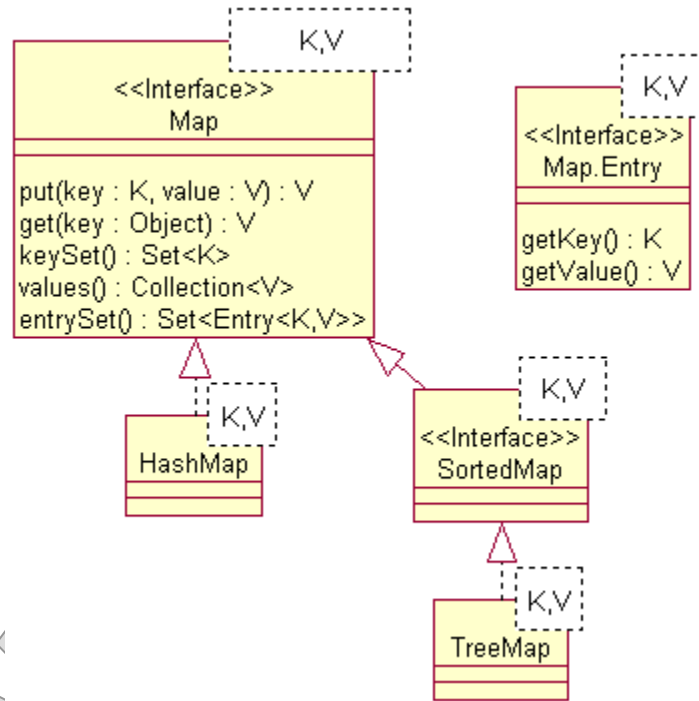 K,V
<<Interface>>
Map
put(key : K, value : V) : V
get(key : Object) : V
keySet() : Set<K>
values() : Collection<V>
entrySet() : Set<Entry<K,V>>
K,V
<<Interface>>
Map.Entry
getKey() : K
getValue() : V
K,V
HashMap
K,V
<<Interface>>
SortedMap
K,V
TreeMap